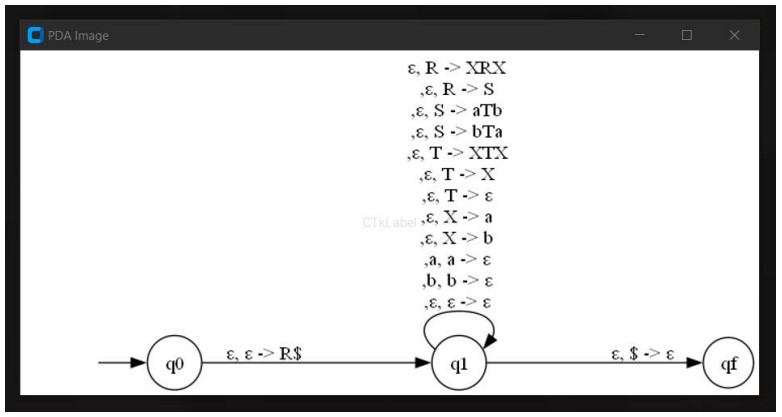 PDA Image
ε, R -> XRX
,ε, R -> S
,ε, S -> aTb
,ε, S -> bTa
,ε, T -> XTX
,ε, T -> X
,ε, T -> ε
CTkLabel ,ε, X -> a
,ε, X -> b
,a, a -> ε
,b, b -> ε
,ε, ε -> ε
q0 ε, ε -> R$ q1 ε, $ -> ε qf